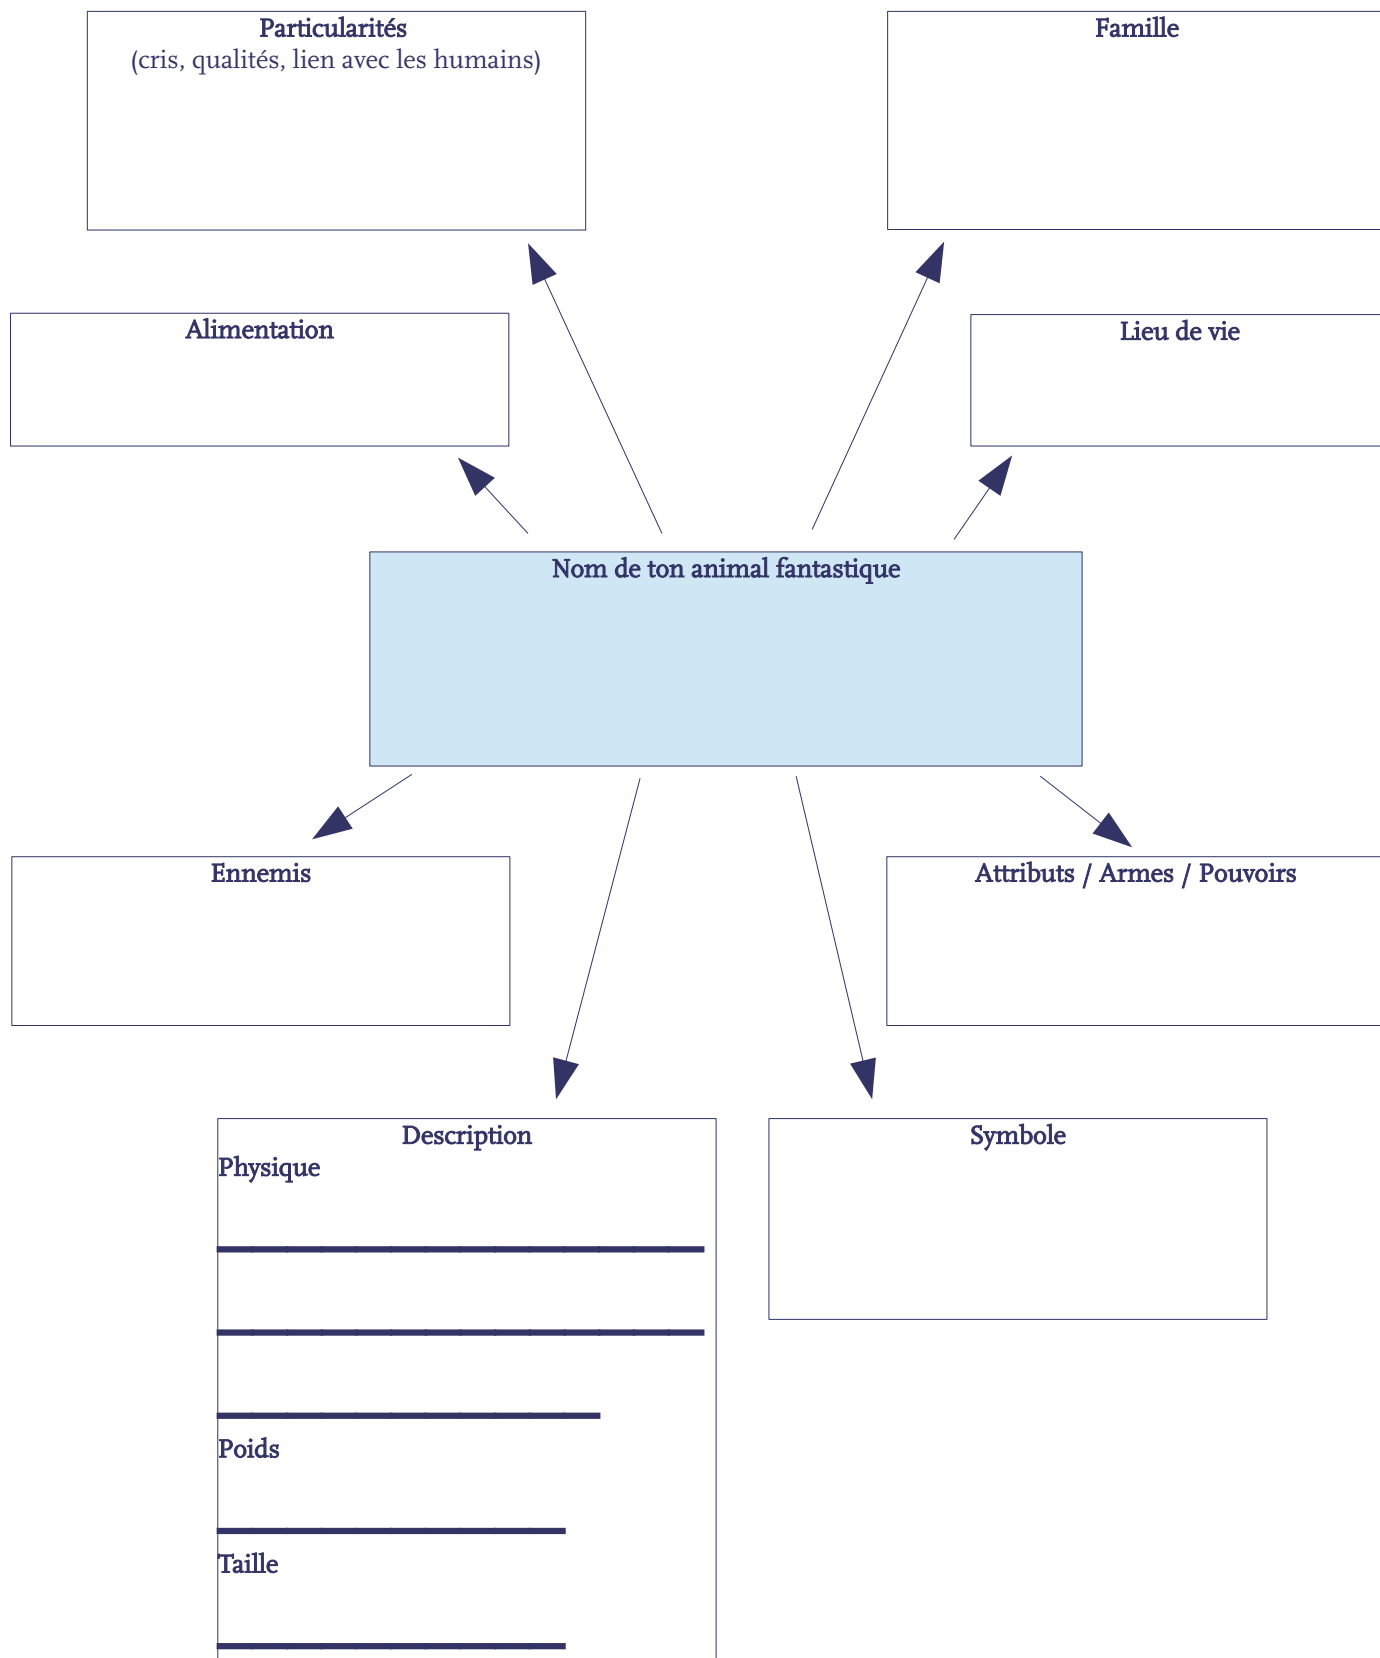 Particularités
(cris, qualités, lien avec les humains)
Famille
Alimentation
Lieu de vie
Nom de ton animal fantastique
Ennemis
Attributs / Armes / Pouvoirs
Description
Physique
Symbole
Poids
Taille